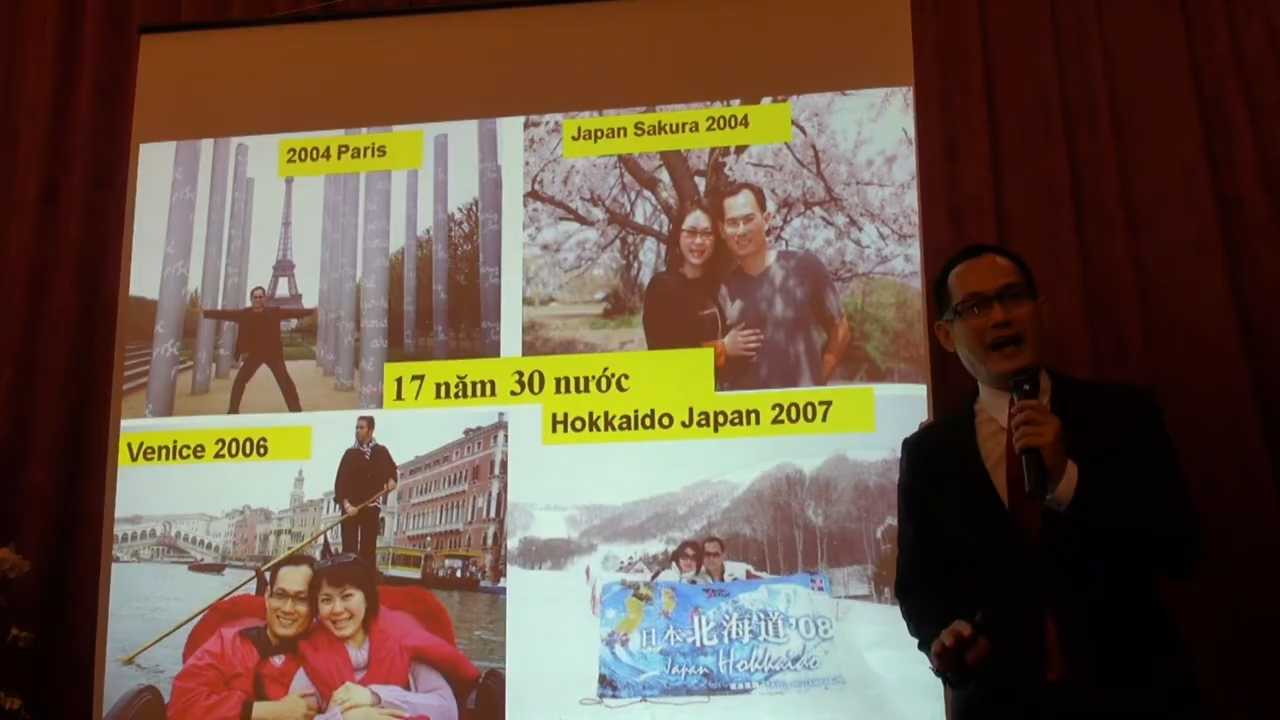 2004 Paris
Japan Sakura 2004
17 năm 30 nước
Hokkaido Japan 2007
Venice 2006
日本北海道'08
Japan Hokkaido